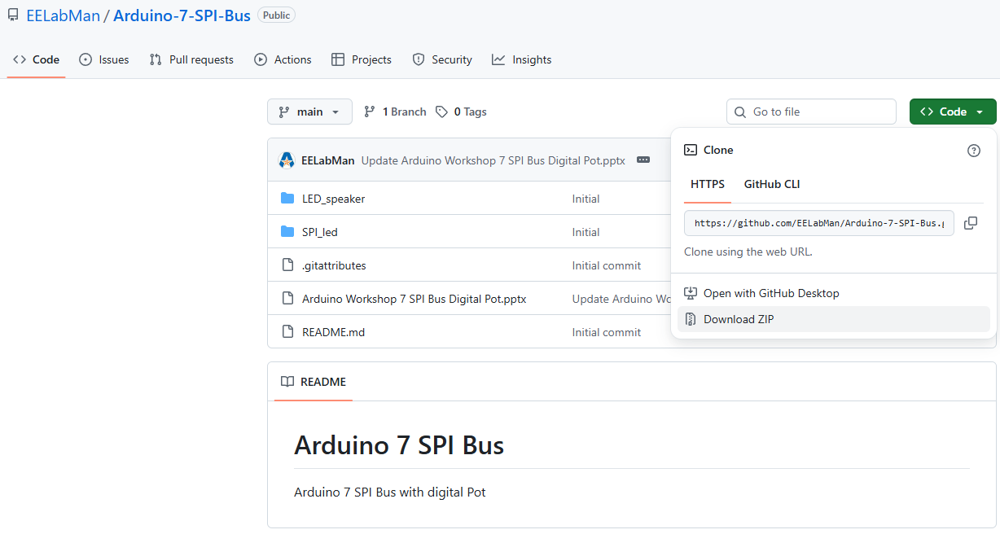 EELabMan / Arduino-7-SPI-Bus Public
Code Issues Pull requests Actions Projects Security Insights
main 1 Branch 0 Tags Go to file Code
EELabMan Update Arduino Workshop 7 SPI Bus Digital Pot.pptx
LED_speaker Initial
SPI_led Initial
.gitattributes Initial commit
Arduino Workshop 7 SPI Bus Digital Pot.pptx Update Arduino Wo
README.md Initial commit
Clone
HTTPS GitHub CLI
https://github.com/EELabMan/Arduino-7-SPI-Bus.g
Clone using the web URL.
Open with GitHub Desktop
Download ZIP
README
Arduino 7 SPI Bus
Arduino 7 SPI Bus with digital Pot